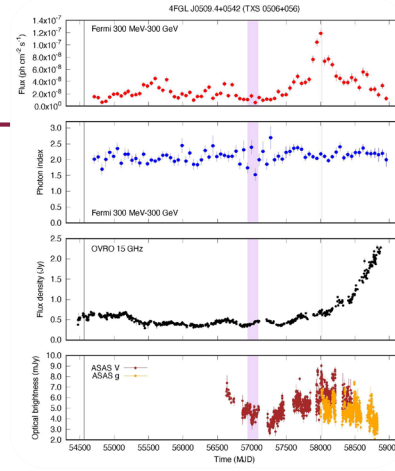 4FGL J0509.4+0542 (TXS 0506+056)
Fermi 300 MeV-300 GeV
Flux (ph cm⁻² s⁻¹)
1.4x10⁻⁷
1.2x10⁻⁷
1.0x10⁻⁷
8.0x10⁻⁸
6.0x10⁻⁸
4.0x10⁻⁸
2.0x10⁻⁸
0.0x10⁰
Photon index
3.0
2.5
2.0
1.5
1.0
0.5
0.0
Fermi 300 MeV-300 GeV
OVRO 15 GHz
Flux density (Jy)
2.5
2.0
1.5
1.0
0.5
0.0
ASAS V
ASAS g
Optical brightness (mJy)
10.0
9.0
8.0
7.0
6.0
5.0
4.0
3.0
2.0
54500 55000 55500 56000 56500 57000 57500 58000 58500 5900
Time (MJD)